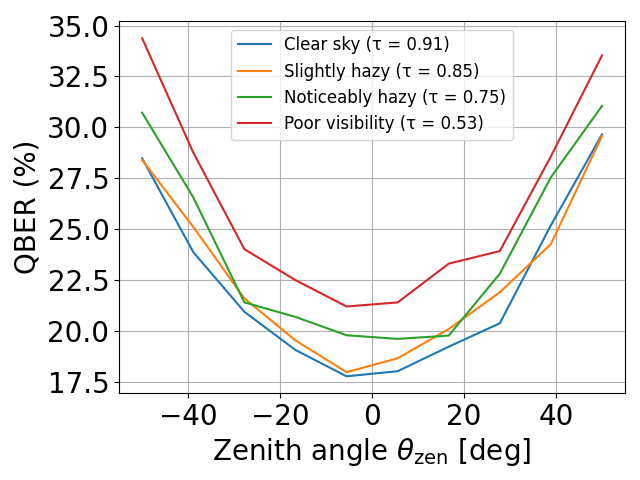 35.0
32.5
30.0
27.5
25.0
22.5
20.0
17.5
QBER (%)
Clear sky (τ = 0.91)
Slightly hazy (τ = 0.85)
Noticeably hazy (τ = 0.75)
Poor visibility (τ = 0.53)
−40 −20 0 20 40
Zenith angle θzen [deg]